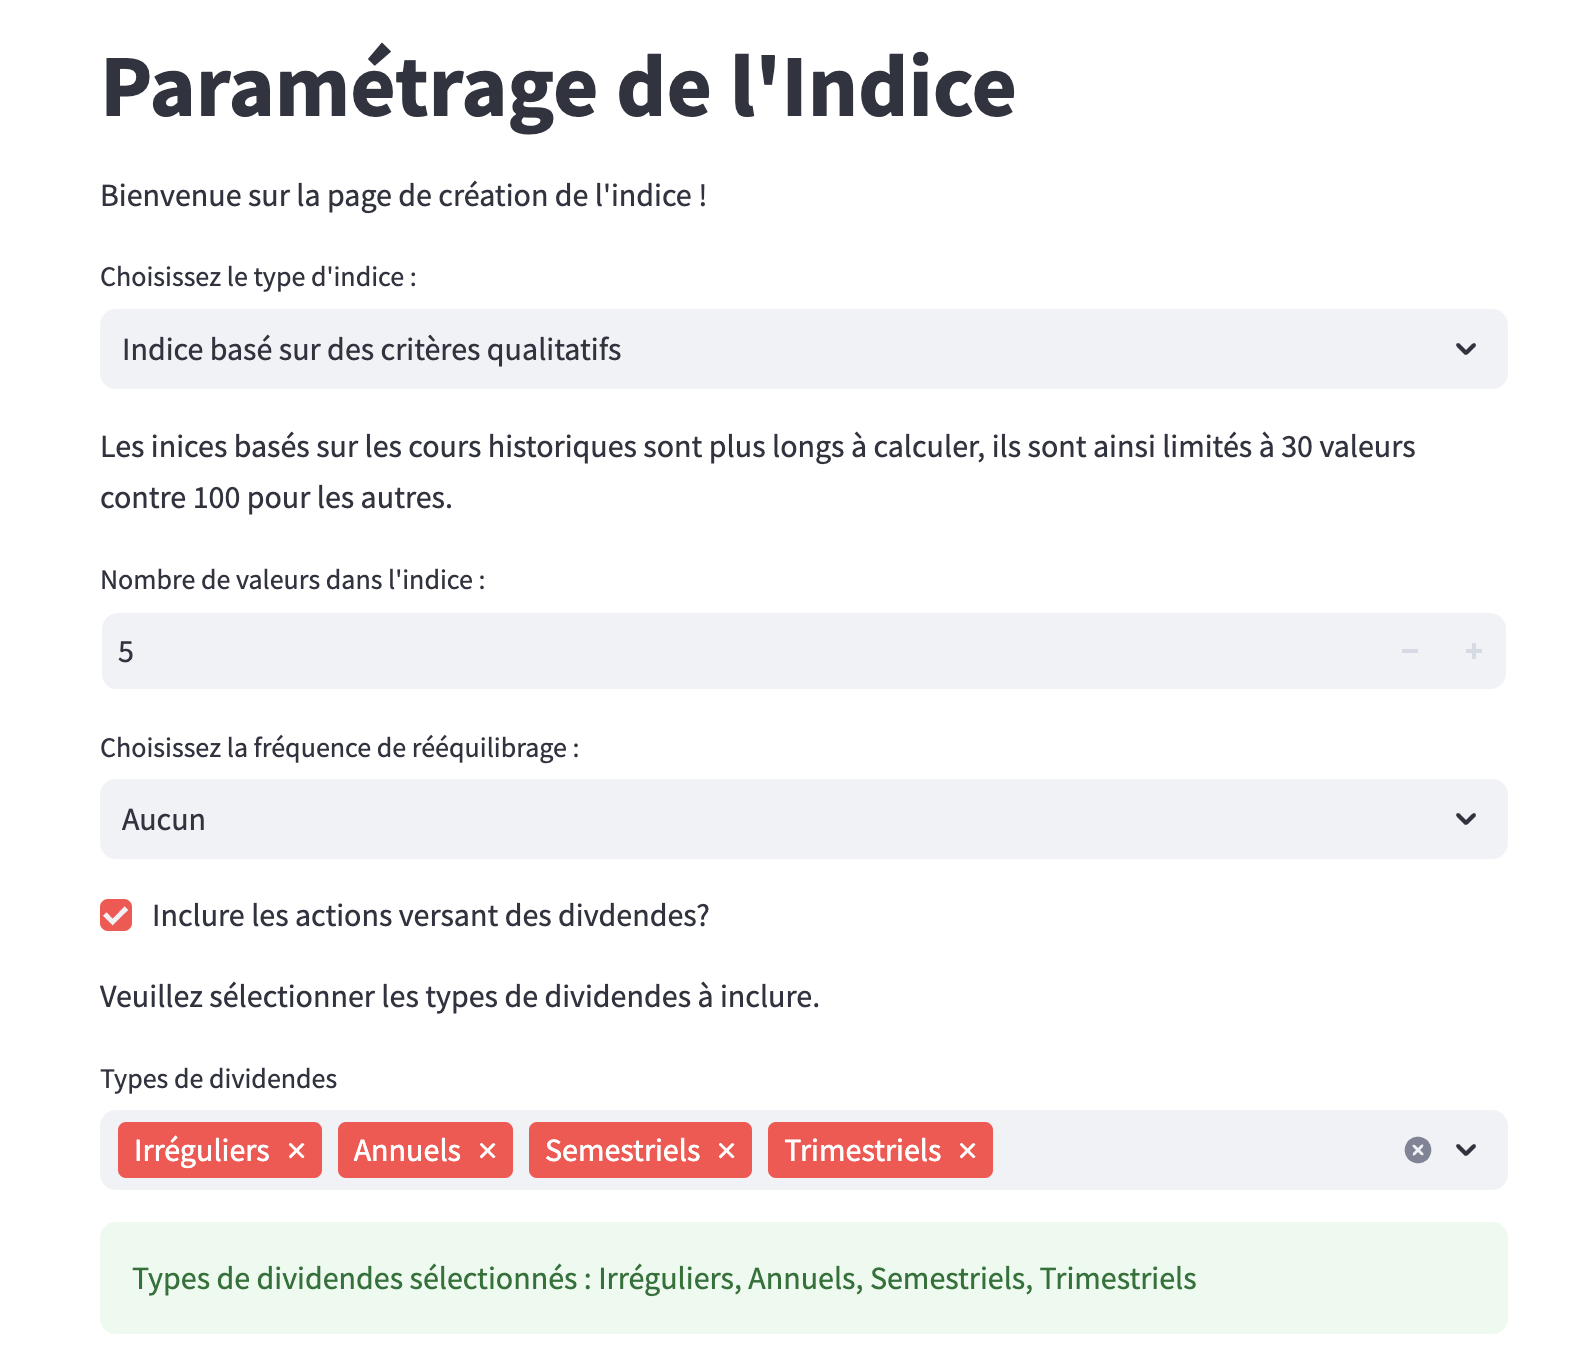 Paramétrage de l'Indice
Bienvenue sur la page de création de l'indice !
Choisissez le type d'indice :
Indice basé sur des critères qualitatifs
Les inices basés sur les cours historiques sont plus longs à calculer, ils sont ainsi limités à 30 valeurs
contre 100 pour les autres.
Nombre de valeurs dans l'indice :
5
Choisissez la fréquence de rééquilibrage :
Aucun
Inclure les actions versant des divdendes?
Veuillez sélectionner les types de dividendes à inclure.
Types de dividendes
Irréguliers Annuels Semestriels Trimestriels
Types de dividendes sélectionnés : Irréguliers, Annuels, Semestriels, Trimestriels